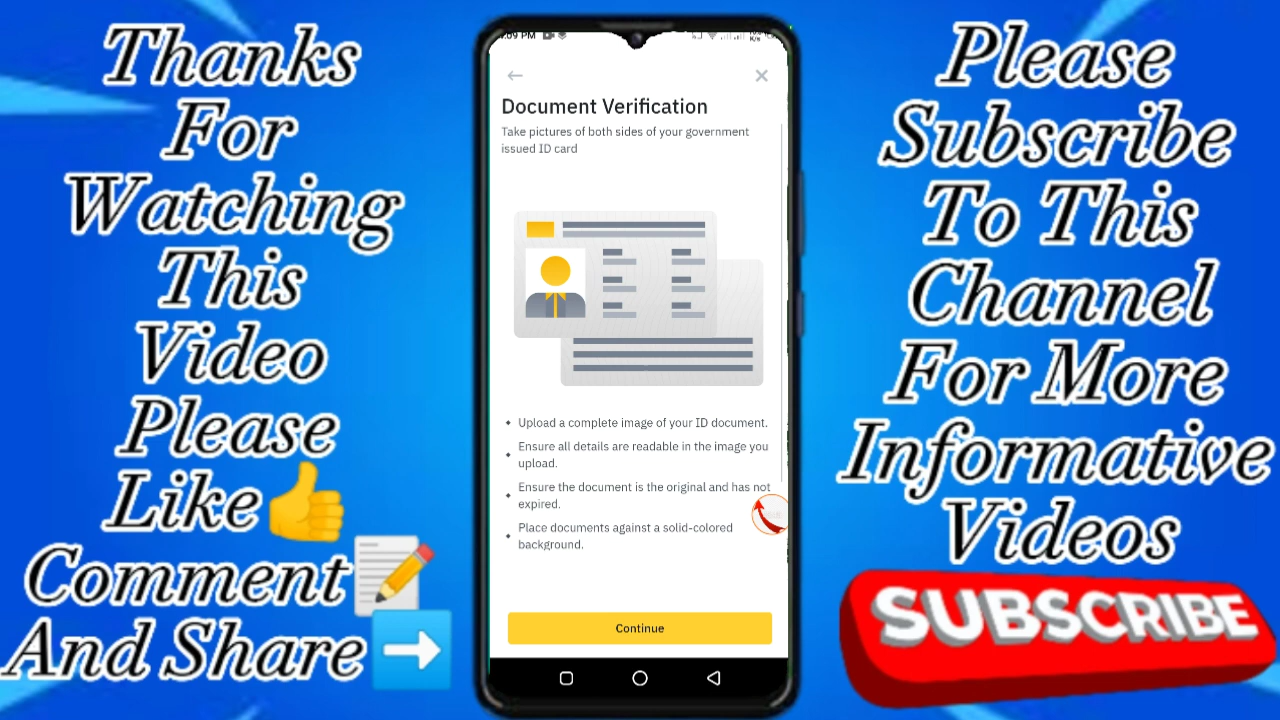 Thanks
For
Watching
This
Video
Please
Like
Comment
And Share
:09 PM
Document Verification
Take pictures of both sides of your government
issued ID card
Upload a complete image of your ID document.
Ensure all details are readable in the image you
upload.
Ensure the document is the original and has not
expired.
Place documents against a solid-colored
background.
Continue
Please
Subscribe
To This
Channel
For More
Informative
Videos
SUBSCRIBE